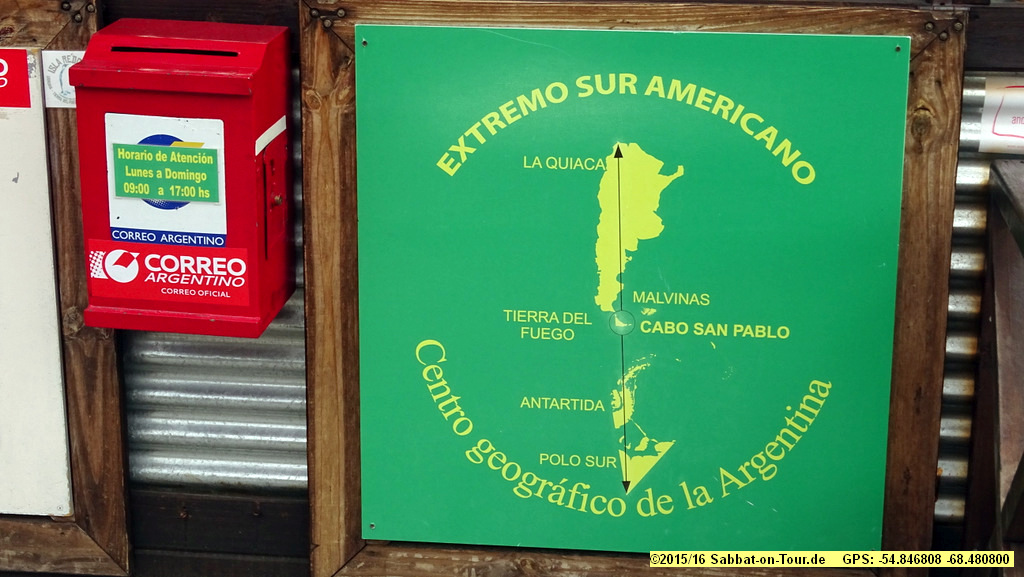 ISLA REDO
Horario de Atención
Lunes a Domingo
09:00 a 17:00 hs
CORREO ARGENTINO
CORREO
ARGENTINO
CORREO OFICIAL
EXTREMO SUR AMERICANO
LA QUIACA
MALVINAS
TIERRA DEL
FUEGO
CABO SAN PABLO
ANTARTIDA
POLO SUR
Centro geográfico de la Argentina
©2015/16 Sabbat-on-Tour.de GPS: -54.846808 -68.480800